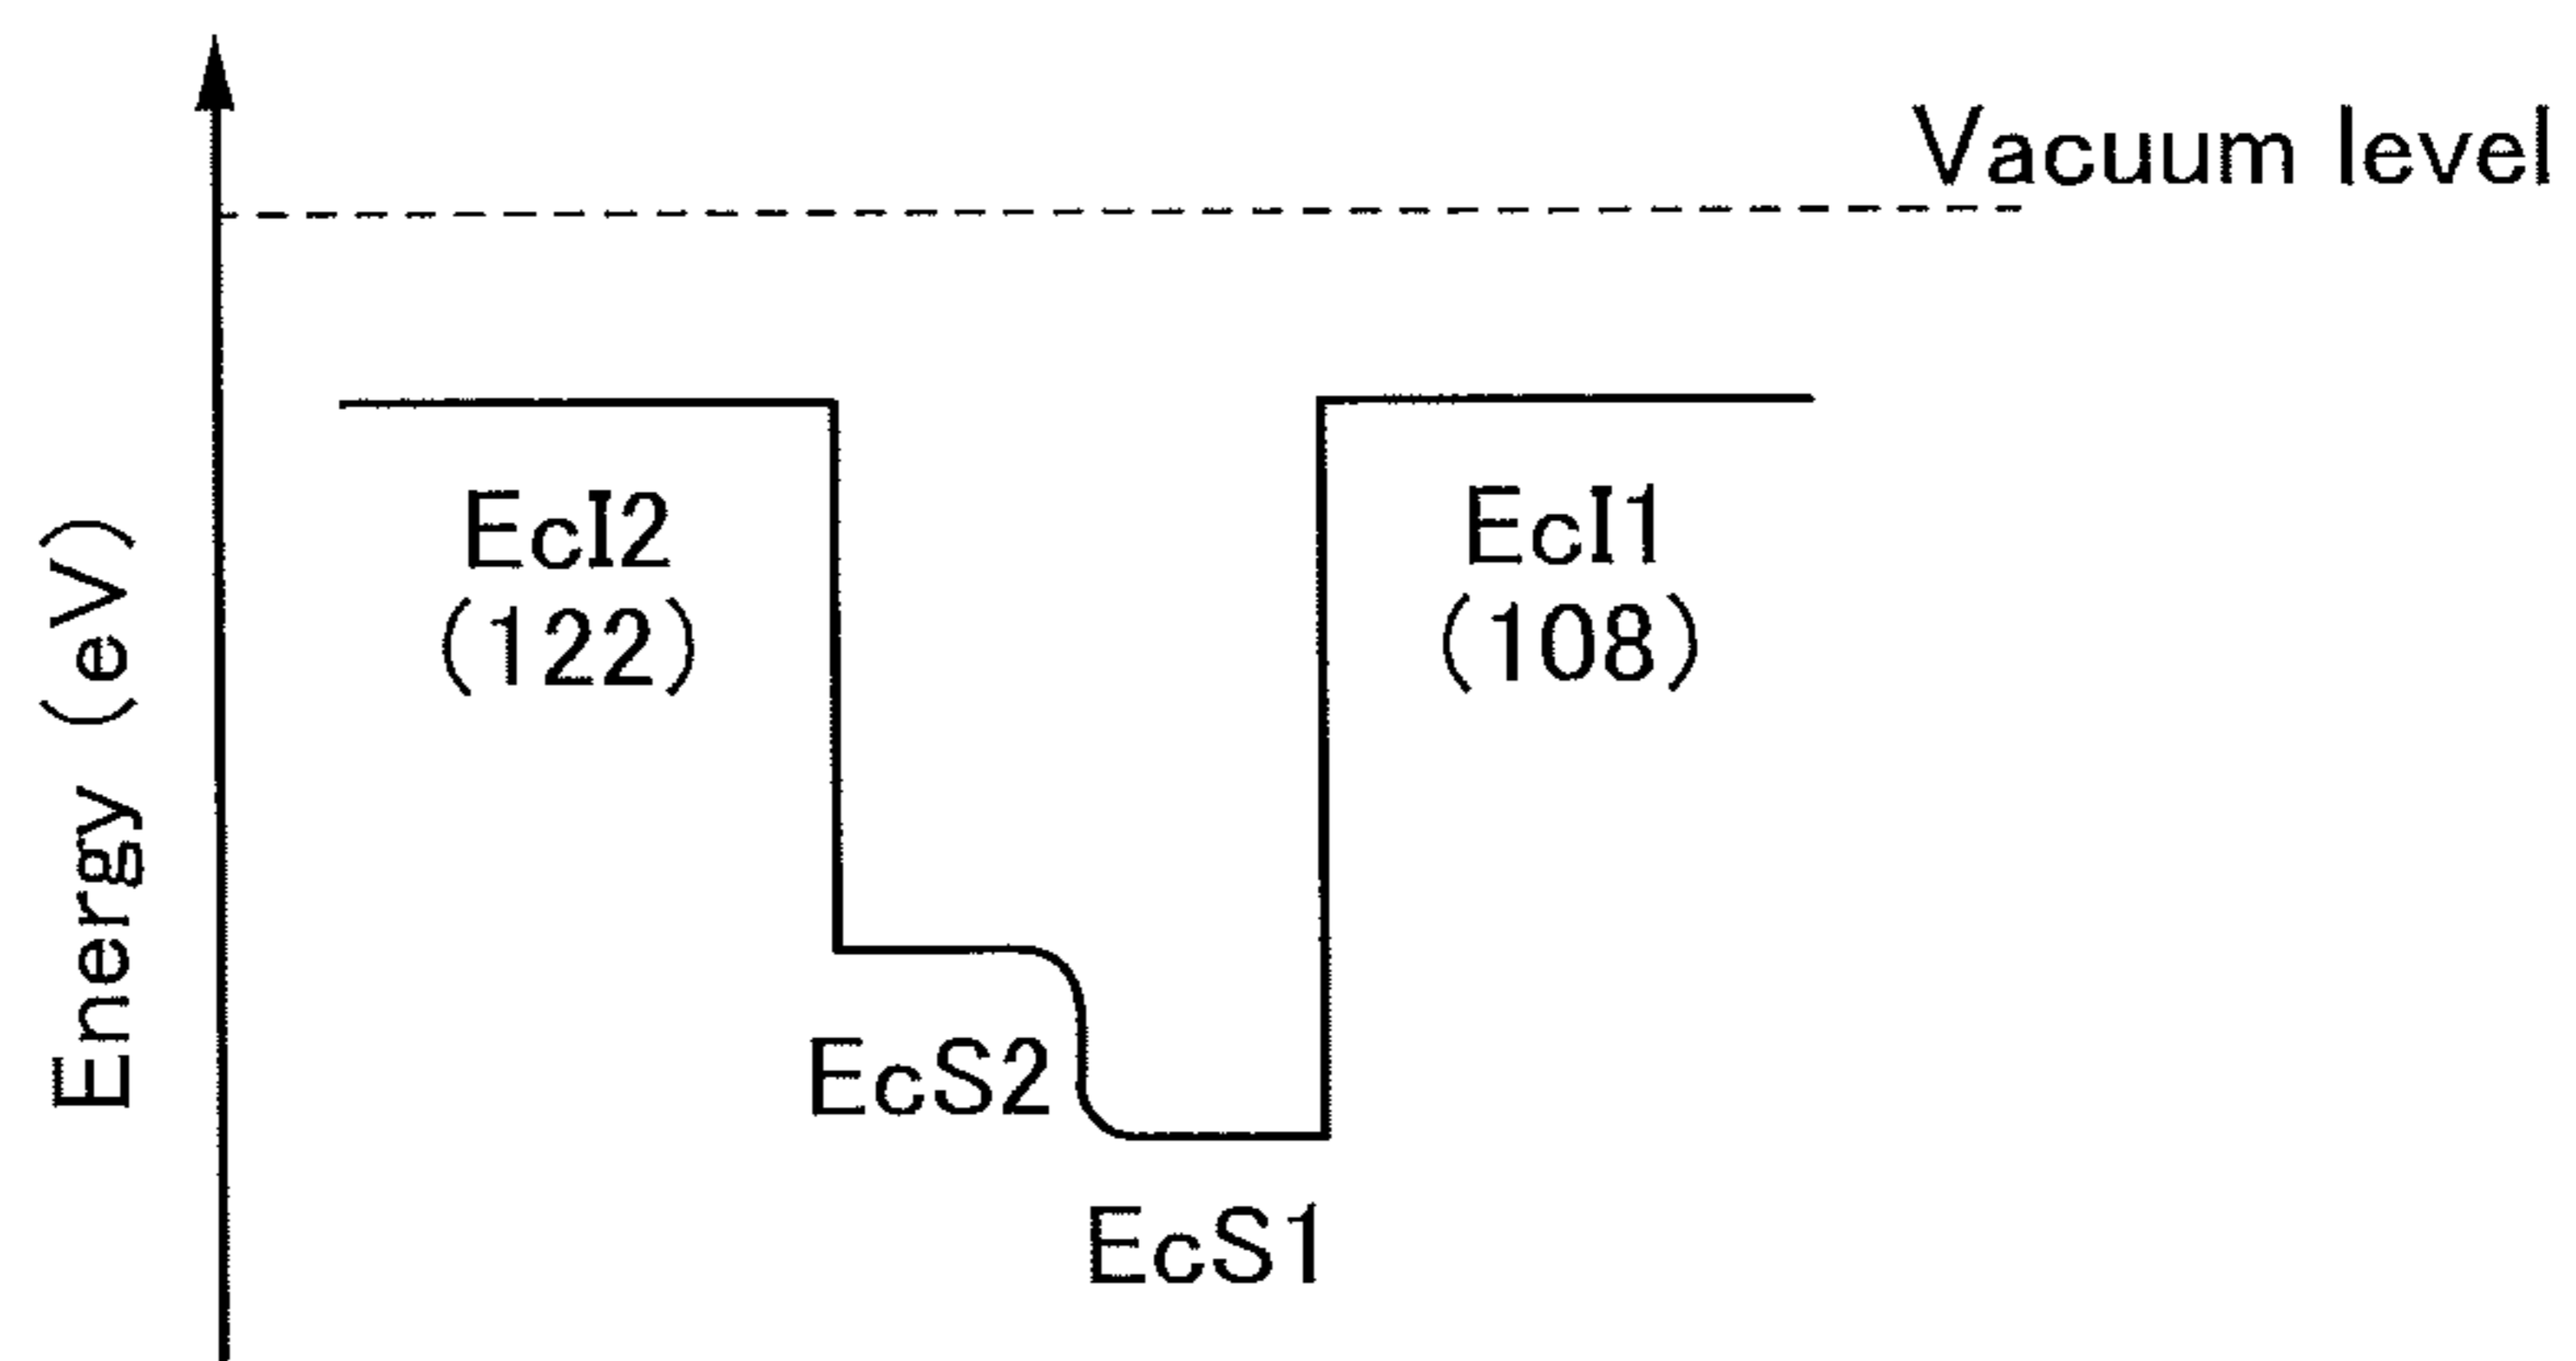 Vacuum level
Energy (eV)
EcI2
(122)
EcI1
(108)
EcS2
EcS1